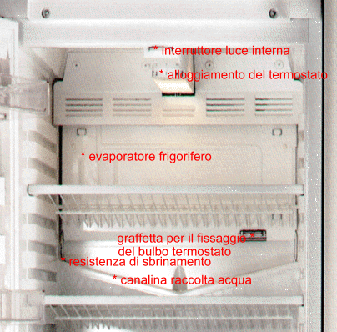 * interruttore luce interna
* alloggiamento del termostato
* evaporatore frigorifero
graffetta per il fissaggio *
del bulbo termostato
* resistenza di sbrinamento
* canalina raccolta acqua